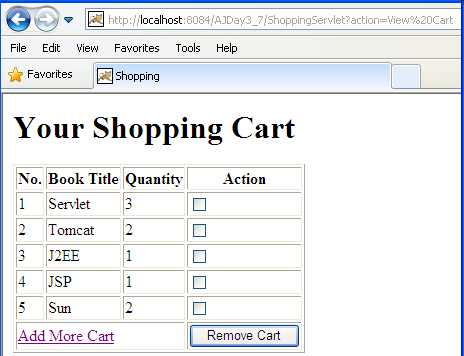 http://localhost:8084/AJDay3_7/ShoppingServlet?action=View%20Cart
File Edit View Favorites Tools Help
Favorites Shopping
Your Shopping Cart
No. Book Title Quantity Action
1 Servlet 3
2 Tomcat 2
3 J2EE 1
4 JSP 1
5 Sun 2
Add More Cart Remove Cart